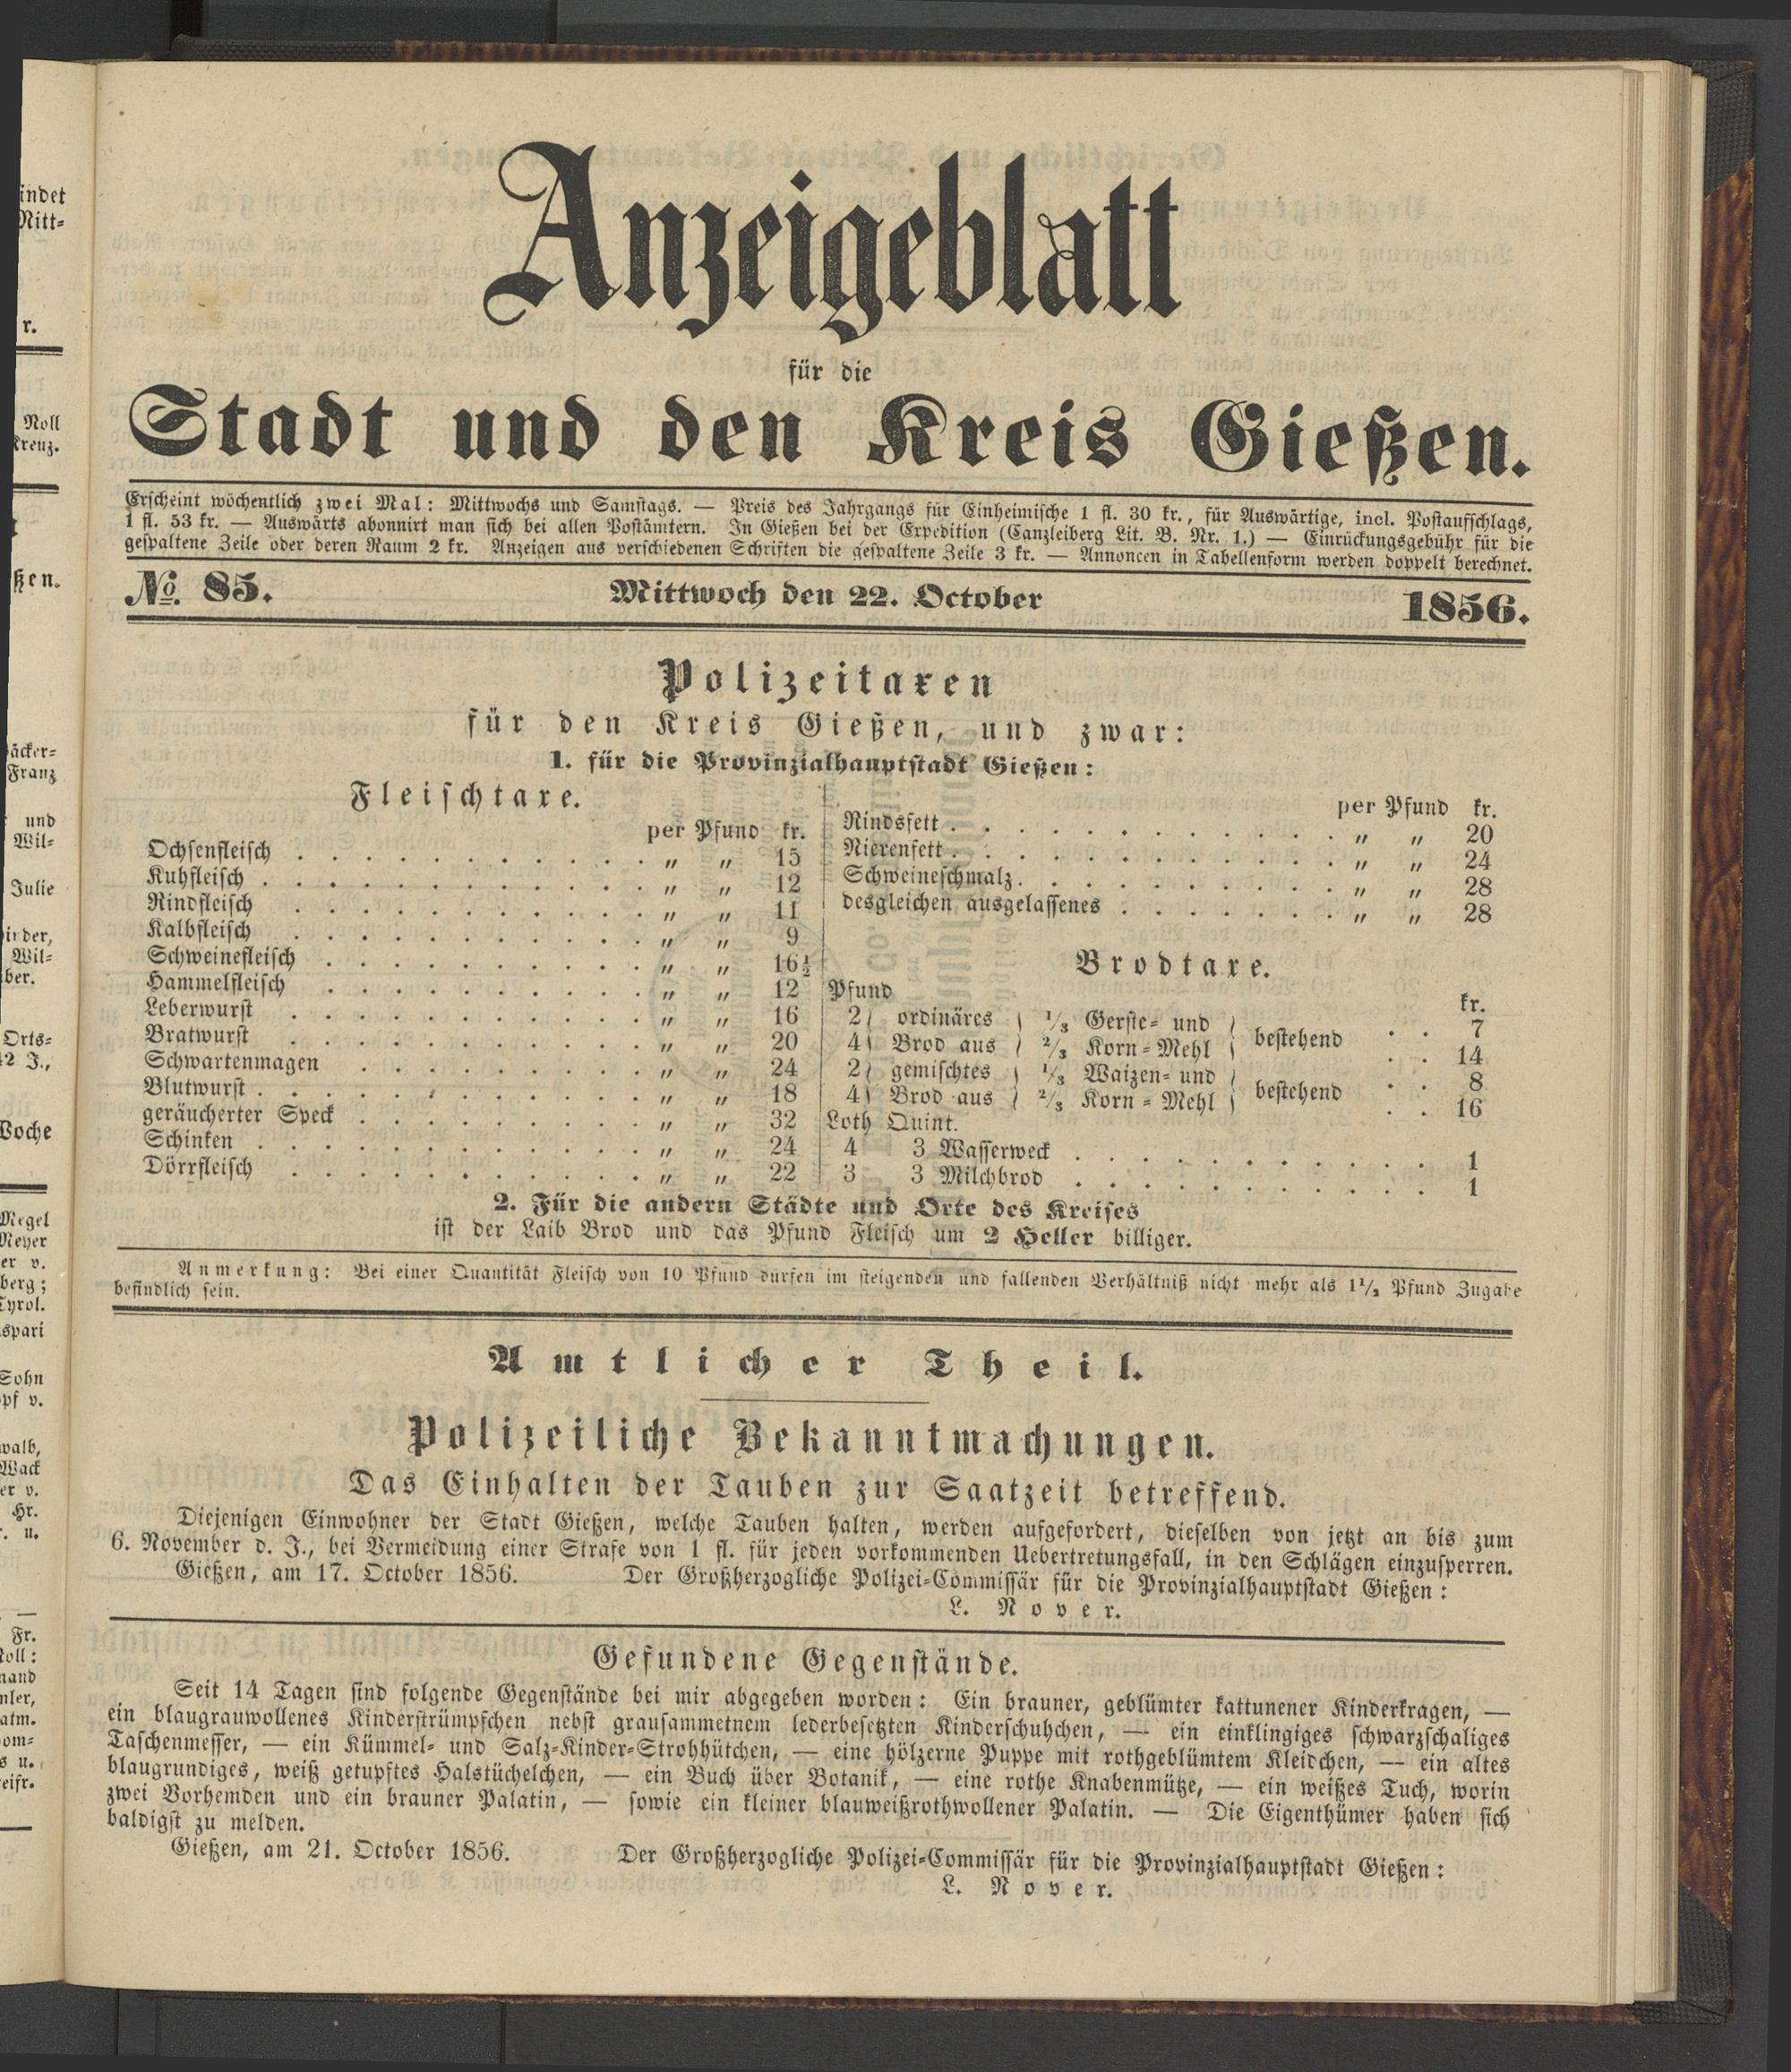 Anzeigeblatt
für die
Stadt und den Kreis Gießen.
Erscheint wöchentlich zwei Mal: Mittwochs und Samstags. — Preis des Jahrgangs für Einheimische 1 fl. 30 kr., für Auswärtige, incl. Postaufschlags,
1 fl. 53 kr. — Auswärts abonnirt man sich bei allen Postämtern. In Gießen bei der Expedition (Canzleiberg Lit. B. Nr. 1.) — Einrückungsgebühr für die
gespaltene Zeile oder deren Raum 2 kr. Anzeigen aus verschiedenen Schriften die gespaltene Zeile 3 kr. — Annoncen in Tabellenform werden doppelt berechnet.
No. 85. Mittwoch den 22. October 1856.
Polizeitaxen
für den Kreis Gießen, und zwar:
1. für die Provinzialhauptstadt Gießen:
Fleischtaxe.
per Pfund kr.
Ochsenfleisch . . . . . . . . . . . . „ „ 15
Kuhfleisch . . . . . . . . . . . . . „ „ 12
Rindfleisch . . . . . . . . . . . . „ „ 11
Kalbfleisch . . . . . . . . . . . . „ „ 9
Schweinefleisch . . . . . . . . . . . „ „ 16½
Hammelfleisch . . . . . . . . . . . „ „ 12
Leberwurst . . . . . . . . . . . . „ „ 16
Bratwurst . . . . . . . . . . . . „ „ 20
Schwartenmagen . . . . . . . . . . „ „ 24
Blutwurst . . . . . . . . . . . . . „ „ 18
geräucherter Speck . . . . . . . . . . „ „ 32
Schinken . . . . . . . . . . . . . „ „ 24
Dörrfleisch . . . . . . . . . . . . „ „ 22
per Pfund kr.
Rindsfett . . . . . . . . . . . . . „ „ 20
Nierenfett . . . . . . . . . . . . . „ „ 24
Schweineschmalz . . . . . . . . . . . „ „ 28
desgleichen ausgelassenes . . . . . . . „ „ 28
Brodtaxe.
Pfund kr.
2 } ordinäres { 1/3 Gerste- und } bestehend . . 7
4 } Brod aus { 2/3 Korn-Mehl } . . 14
2 } gemischtes { 1/3 Waizen- und } bestehend . . 8
4 } Brod aus { 2/3 Korn-Mehl } . . 16
Loth Quint.
4 3 Wasserweck . . . . . . . . . . . 1
3 3 Milchbrod . . . . . . . . . . . 1
2. Für die andern Städte und Orte des Kreises
ist der Laib Brod und das Pfund Fleisch um 2 Heller billiger.
Anmerkung: Bei einer Quantität Fleisch von 10 Pfund dürfen im steigenden und fallenden Verhältniß nicht mehr als 1½ Pfund Zugabe
befindlich sein.
Amtlicher Theil.
Polizeiliche Bekanntmachungen.
Das Einhalten der Tauben zur Saatzeit betreffend.
Diejenigen Einwohner der Stadt Gießen, welche Tauben halten, werden aufgefordert, dieselben von jetzt an bis zum
6. November d. J., bei Vermeidung einer Strafe von 1 fl. für jeden vorkommenden Uebertretungsfall, in den Schlägen einzusperren.
Gießen, am 17. October 1856. Der Großherzogliche Polizei-Commissär für die Provinzialhauptstadt Gießen:
L. Nover.
Gefundene Gegenstände.
Seit 14 Tagen sind folgende Gegenstände bei mir abgegeben worden: Ein brauner, geblümter kattunener Kinderkragen, —
ein blaugrauwollenes Kinderstrümpfchen nebst grausammetnem lederbesetzten Kinderschuhchen, — ein einklingiges schwarzschaliges
Taschenmesser, — ein Kümmel- und Salz-Kinder-Strohhütchen, — eine hölzerne Puppe mit rothgeblümtem Kleidchen, — ein altes
blaugrundiges, weiß getupftes Halstüchelchen, — ein Buch über Botanik, — eine rothe Knabenmütze, — ein weißes Tuch, worin
zwei Vorhemden und ein brauner Palatin, — sowie ein kleiner blauweißrothwollener Palatin. — Die Eigenthümer haben sich
baldigst zu melden.
Gießen, am 21. October 1856. Der Großherzogliche Polizei-Commissär für die Provinzialhauptstadt Gießen:
L. Nover.